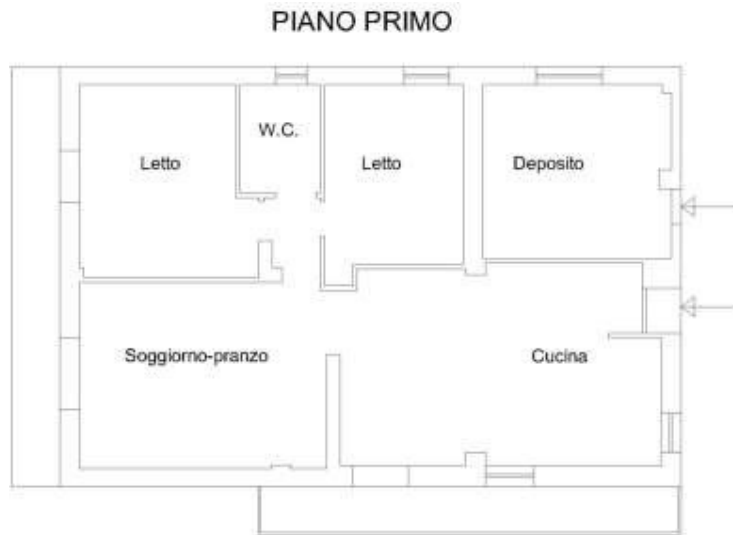 PIANO PRIMO
W.C.
Letto
Letto
Deposito
Soggiorno-pranzo
Cucina